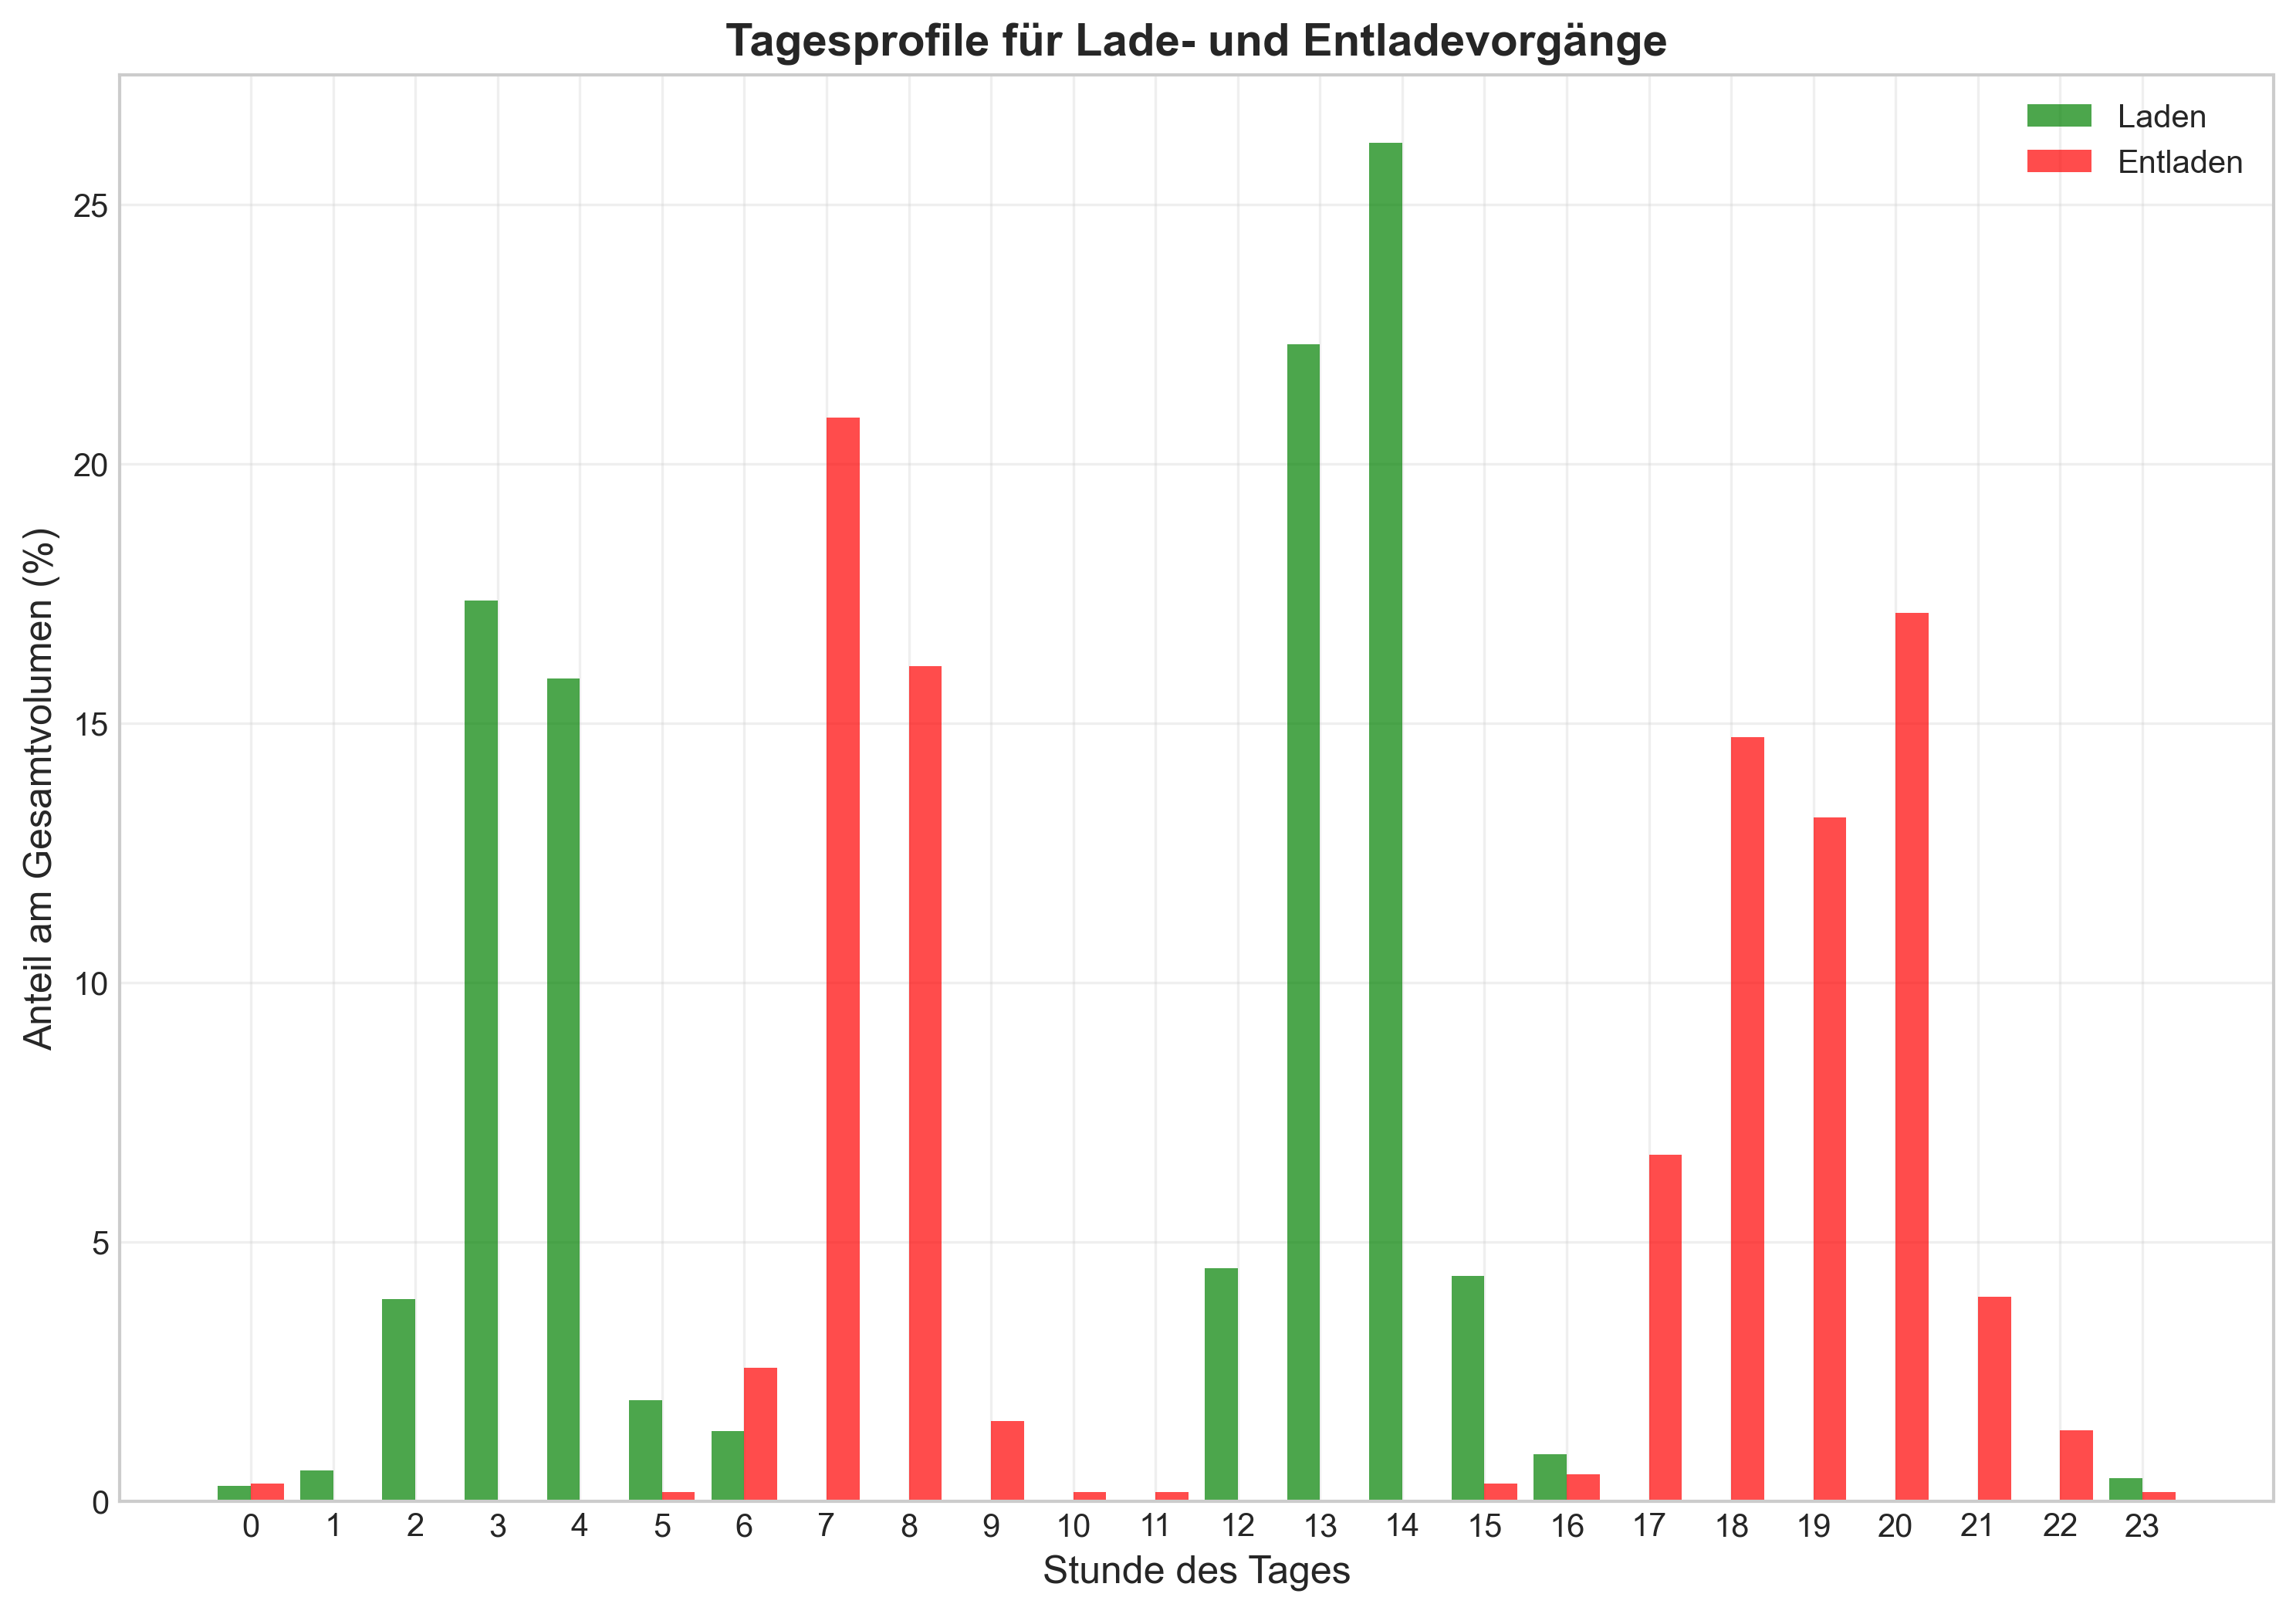 Tagesprofile für Lade- und Entladevorgänge
Laden
Entladen
Anteil am Gesamtvolumen (%)
25
20
15
10
5
0
0 1 2 3 4 5 6 7 8 9 10 11 12 13 14 15 16 17 18 19 20 21 22 23
Stunde des Tages